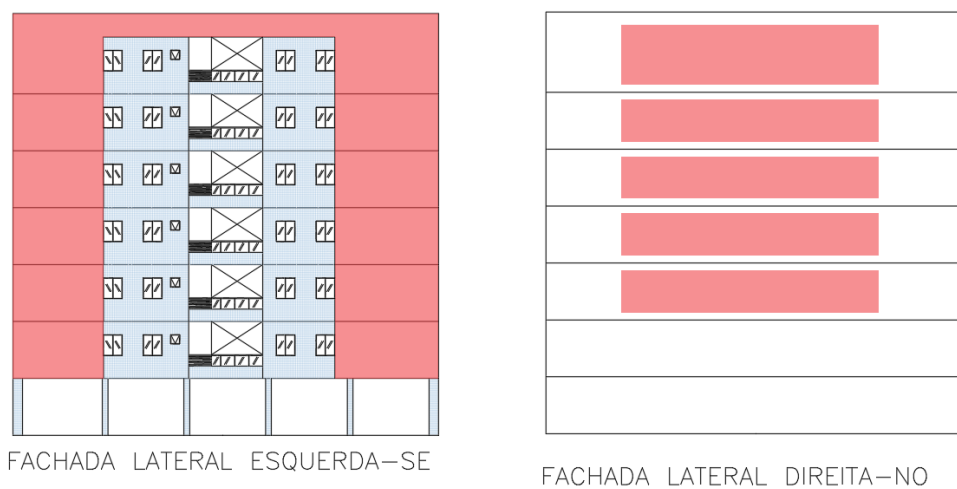 FACHADA LATERAL ESQUERDA-SE
FACHADA LATERAL DIREITA-NO